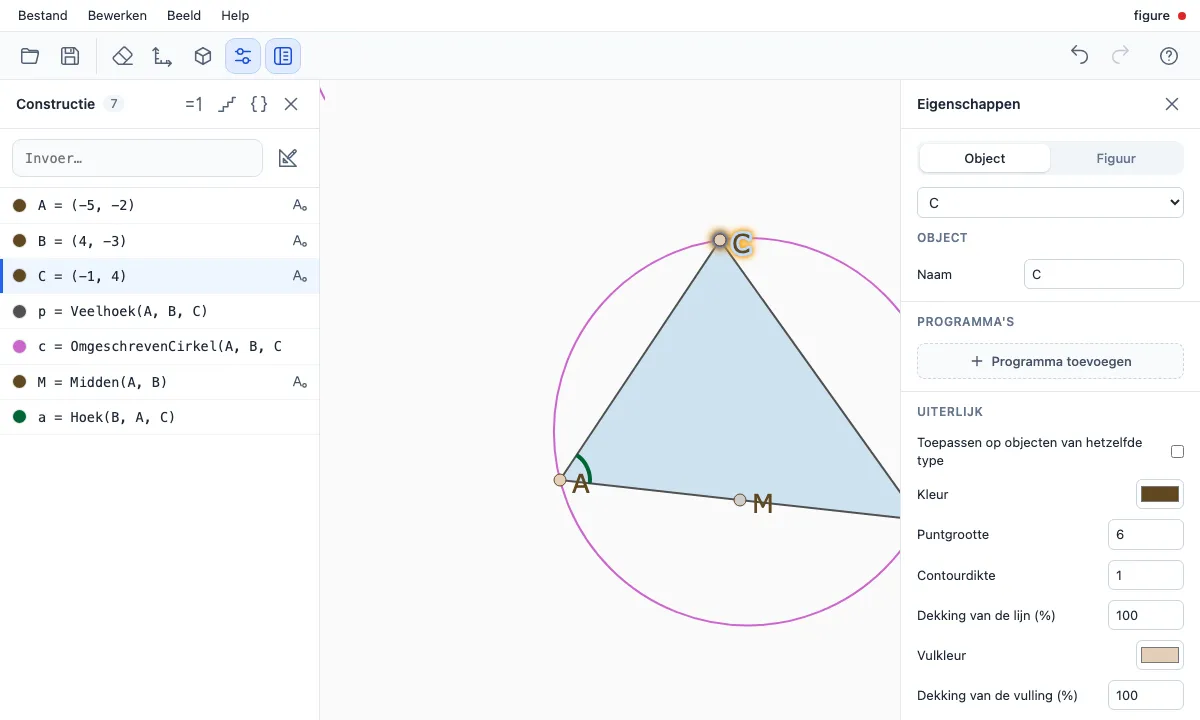 Bestand Bewerken Beeld Help figure
Constructie 7 =1 {}
Invoer…
A = (−5, −2) A
B = (4, −3) A
C = (−1, 4) A
p = Veelhoek(A, B, C)
c = OmgeschrevenCirkel(A, B, C
M = Midden(A, B) A
a = Hoek(B, A, C)
C
A
M
Eigenschappen
Object Figuur
C
OBJECT
Naam C
PROGRAMMA'S
+ Programma toevoegen
UITERLIJK
Toepassen op objecten van hetzelfde
type
Kleur
Puntgrootte 6
Contourdikte 1
Dekking van de lijn (%) 100
Vulkleur
Dekking van de vulling (%) 100